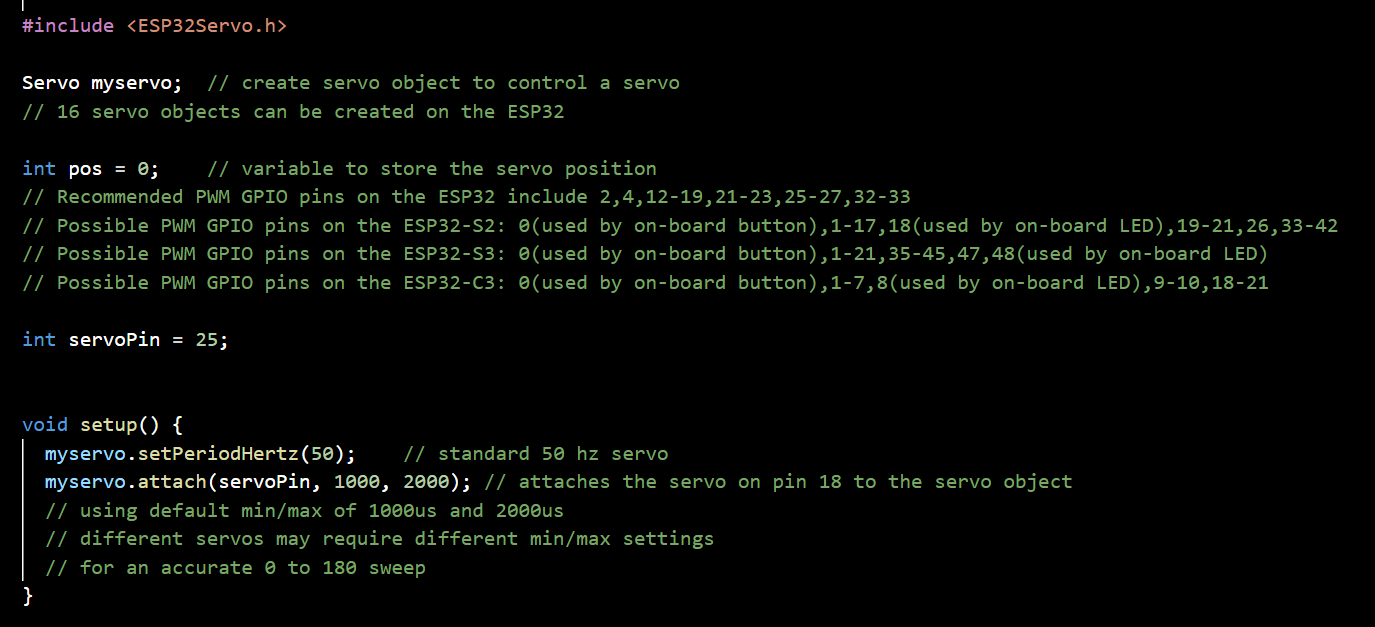 #include <ESP32Servo.h>
Servo myservo;  // create servo object to control a servo
// 16 servo objects can be created on the ESP32
int pos = 0;    // variable to store the servo position
// Recommended PWM GPIO pins on the ESP32 include 2,4,12-19,21-23,25-27,32-33
// Possible PWM GPIO pins on the ESP32-S2: 0(used by on-board button),1-17,18(used by on-board LED),19-21,26,33-42
// Possible PWM GPIO pins on the ESP32-S3: 0(used by on-board button),1-21,35-45,47,48(used by on-board LED)
// Possible PWM GPIO pins on the ESP32-C3: 0(used by on-board button),1-7,8(used by on-board LED),9-10,18-21
int servoPin = 25;
void setup() {
  myservo.setPeriodHertz(50);    // standard 50 hz servo
  myservo.attach(servoPin, 1000, 2000); // attaches the servo on pin 18 to the servo object
  // using default min/max of 1000us and 2000us
  // different servos may require different min/max settings
  // for an accurate 0 to 180 sweep
}